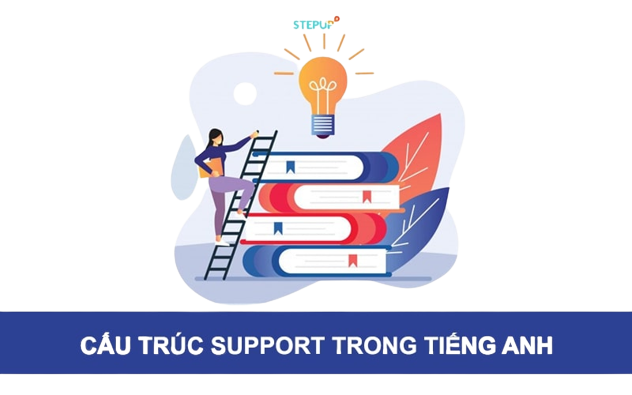 STEPUP
CẤU TRÚC SUPPORT TRONG TIẾNG ANH